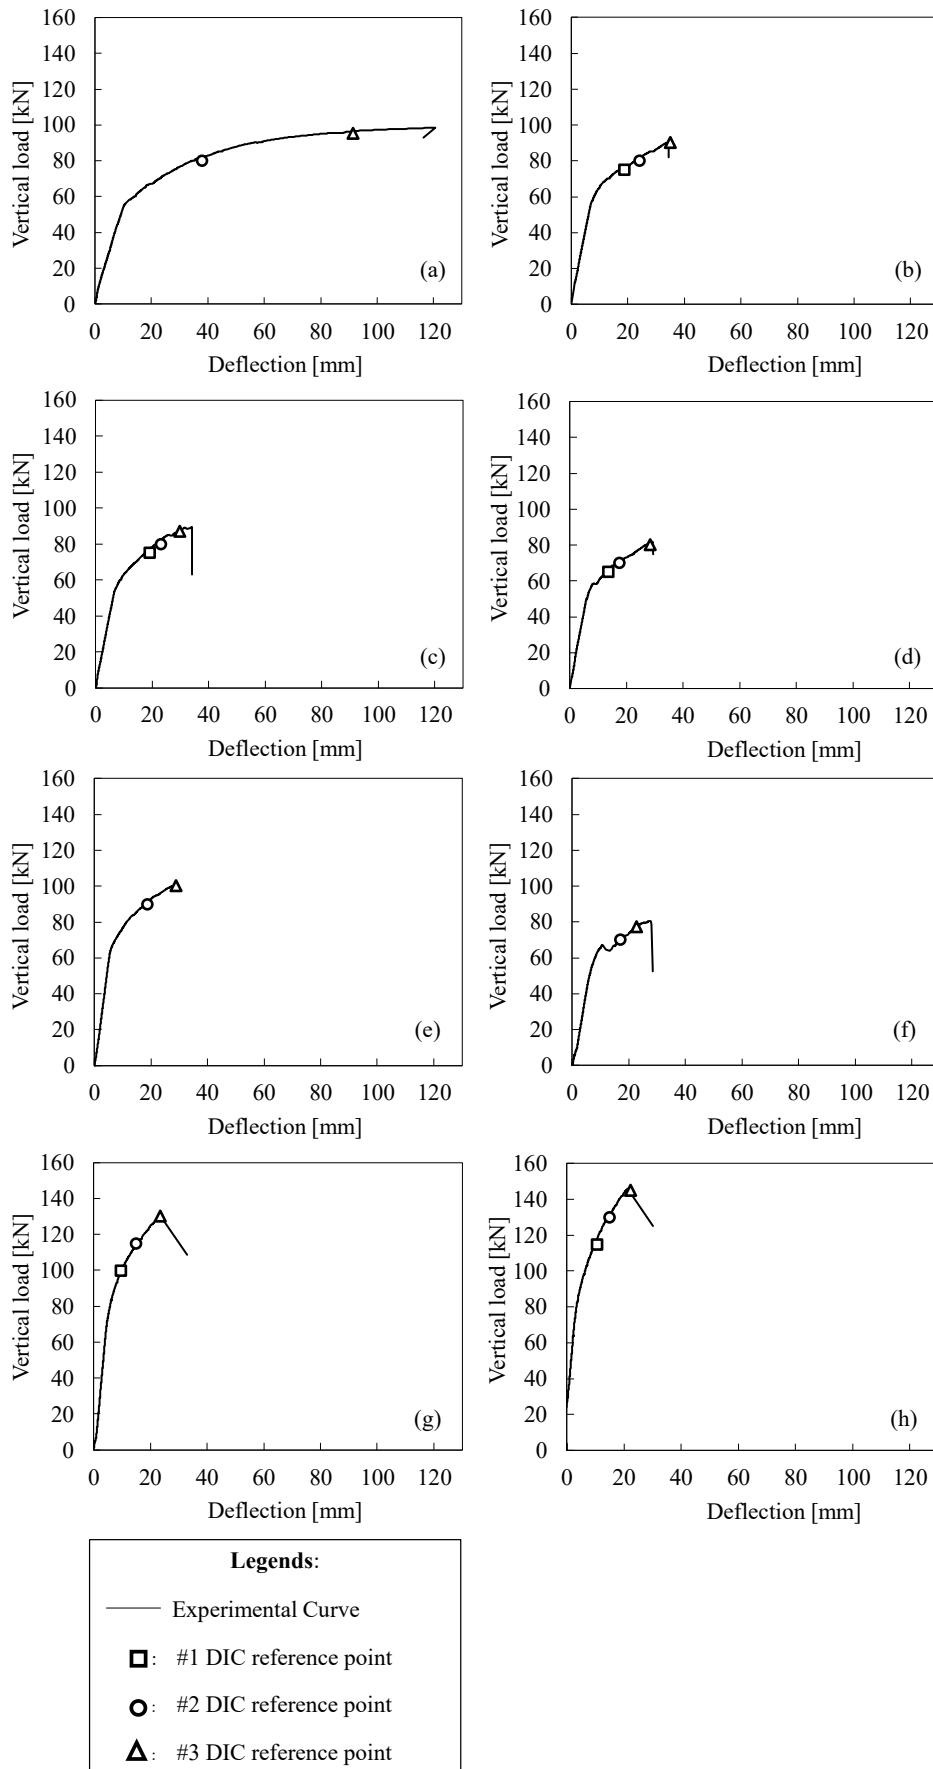 160
140
120
100
80
60
40
20
0
Vertical load [kN]
(a)
0 20 40 60 80 100 120
Deflection [mm]
160
140
120
100
80
60
40
20
0
Vertical load [kN]
(b)
0 20 40 60 80 100 120
Deflection [mm]
160
140
120
100
80
60
40
20
0
Vertical load [kN]
(c)
0 20 40 60 80 100 120
Deflection [mm]
160
140
120
100
80
60
40
20
0
Vertical load [kN]
(d)
0 20 40 60 80 100 120
Deflection [mm]
160
140
120
100
80
60
40
20
0
Vertical load [kN]
(e)
0 20 40 60 80 100 120
Deflection [mm]
160
140
120
100
80
60
40
20
0
Vertical load [kN]
(f)
0 20 40 60 80 100 120
Deflection [mm]
160
140
120
100
80
60
40
20
0
Vertical load [kN]
(g)
0 20 40 60 80 100 120
Deflection [mm]
160
140
120
100
80
60
40
20
0
Vertical load [kN]
(h)
0 20 40 60 80 100 120
Deflection [mm]
Legends:
Experimental Curve
: #1 DIC reference point
: #2 DIC reference point
: #3 DIC reference point